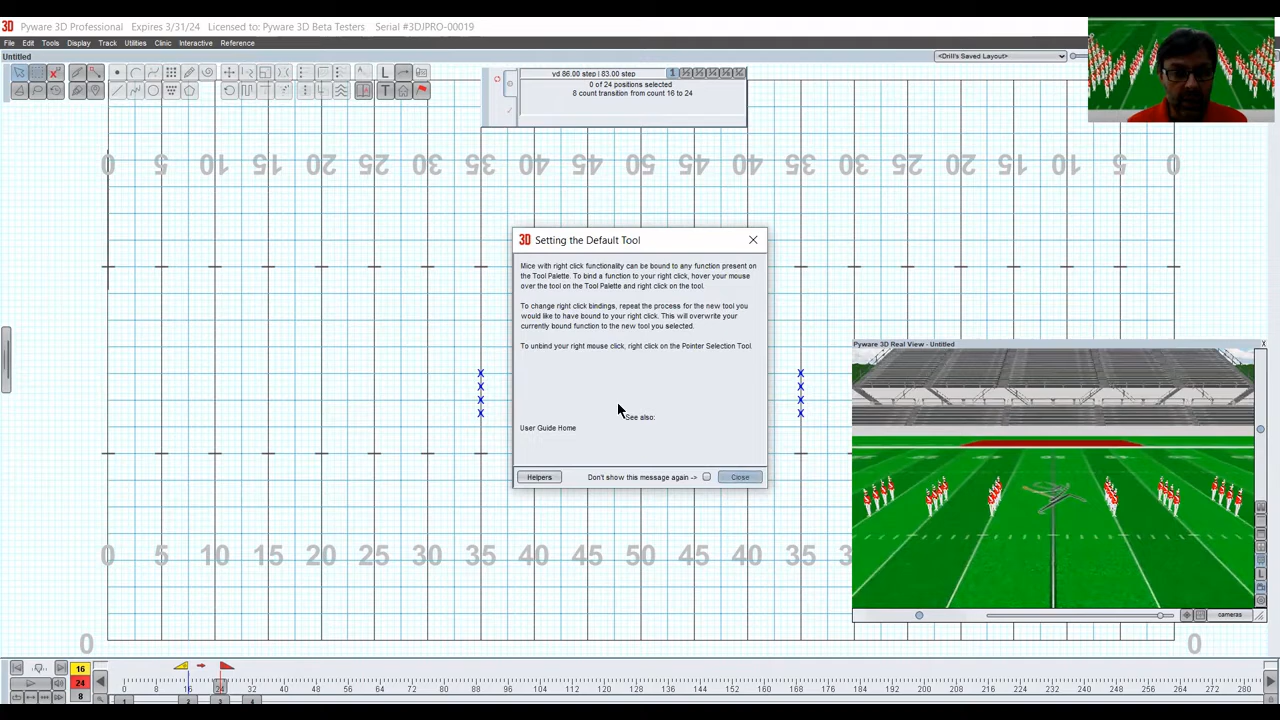 3D Pyware 3D Professional Expires 3/31/24 Licensed to: Pyware 3D Beta Testers Serial #3DJPRO-00019
File Edit Tools Display Track Utilities Clinic Interactive Reference
Untitled
<Drill's Saved Layout>
vd 86.00 step | 83.00 step
0 of 24 positions selected
8 count transition from count 16 to 24
0 5 10 15 20 25 30 35 40 45 50 45 40 35 30 25 20 15 10 5 0
3D Setting the Default Tool
Mice with right click functionality can be bound to any function present on
the Tool Palette. To bind a function to your right click, hover your mouse
over the tool on the Tool Palette and right click on the tool.
To change right click bindings, repeat the process for the new tool you
would like to have bound to your right click. This will overwrite your
currently bound function to the new tool you selected.
To unbind your right mouse click, right click on the Pointer Selection Tool.
See also:
User Guide Home
Helpers Don't show this message again -> Close
Pyware 3D Real View - Untitled X
X X
X X
X X
X X
0 5 10 15 20 25 30 35 40 45 50 45 40 35
cameras
0 0
16
24
8
0 8 16 24 32 40 48 56 64 72 80 88 96 104 112 120 128 136 144 152 160 168 176 184 192 200 208 216 224 232 240 248 256 264 272 280
1 2 3 4